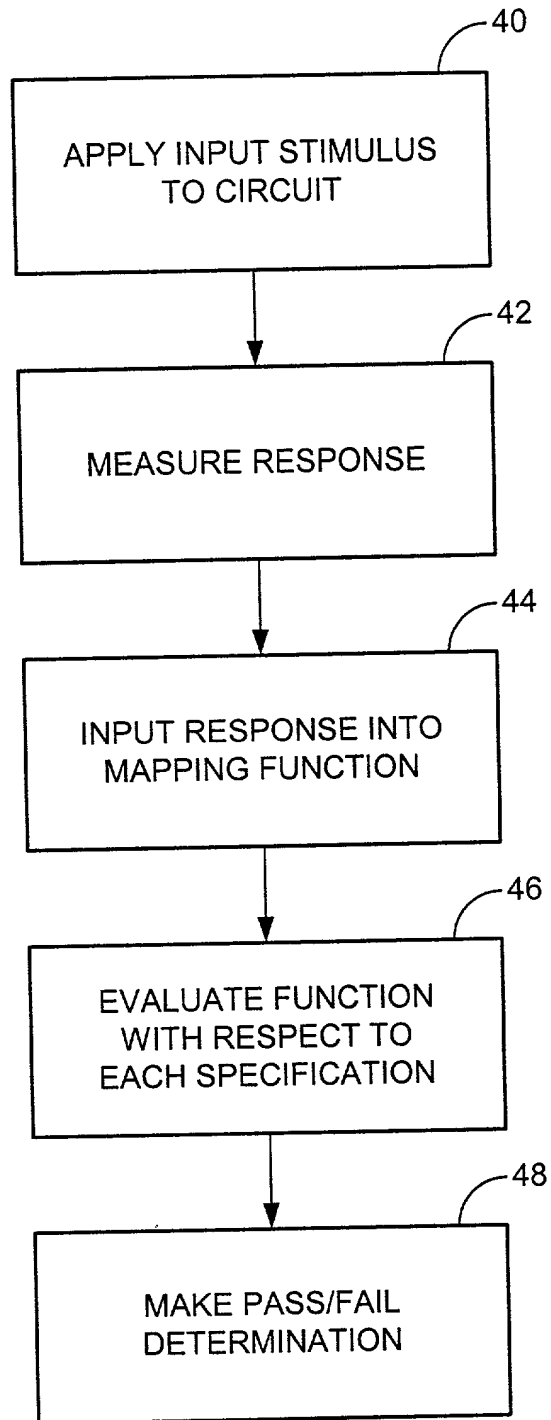 40
APPLY INPUT STIMULUS
TO CIRCUIT
42
MEASURE RESPONSE
44
INPUT RESPONSE INTO
MAPPING FUNCTION
46
EVALUATE FUNCTION
WITH RESPECT TO
EACH SPECIFICATION
48
MAKE PASS/FAIL
DETERMINATION